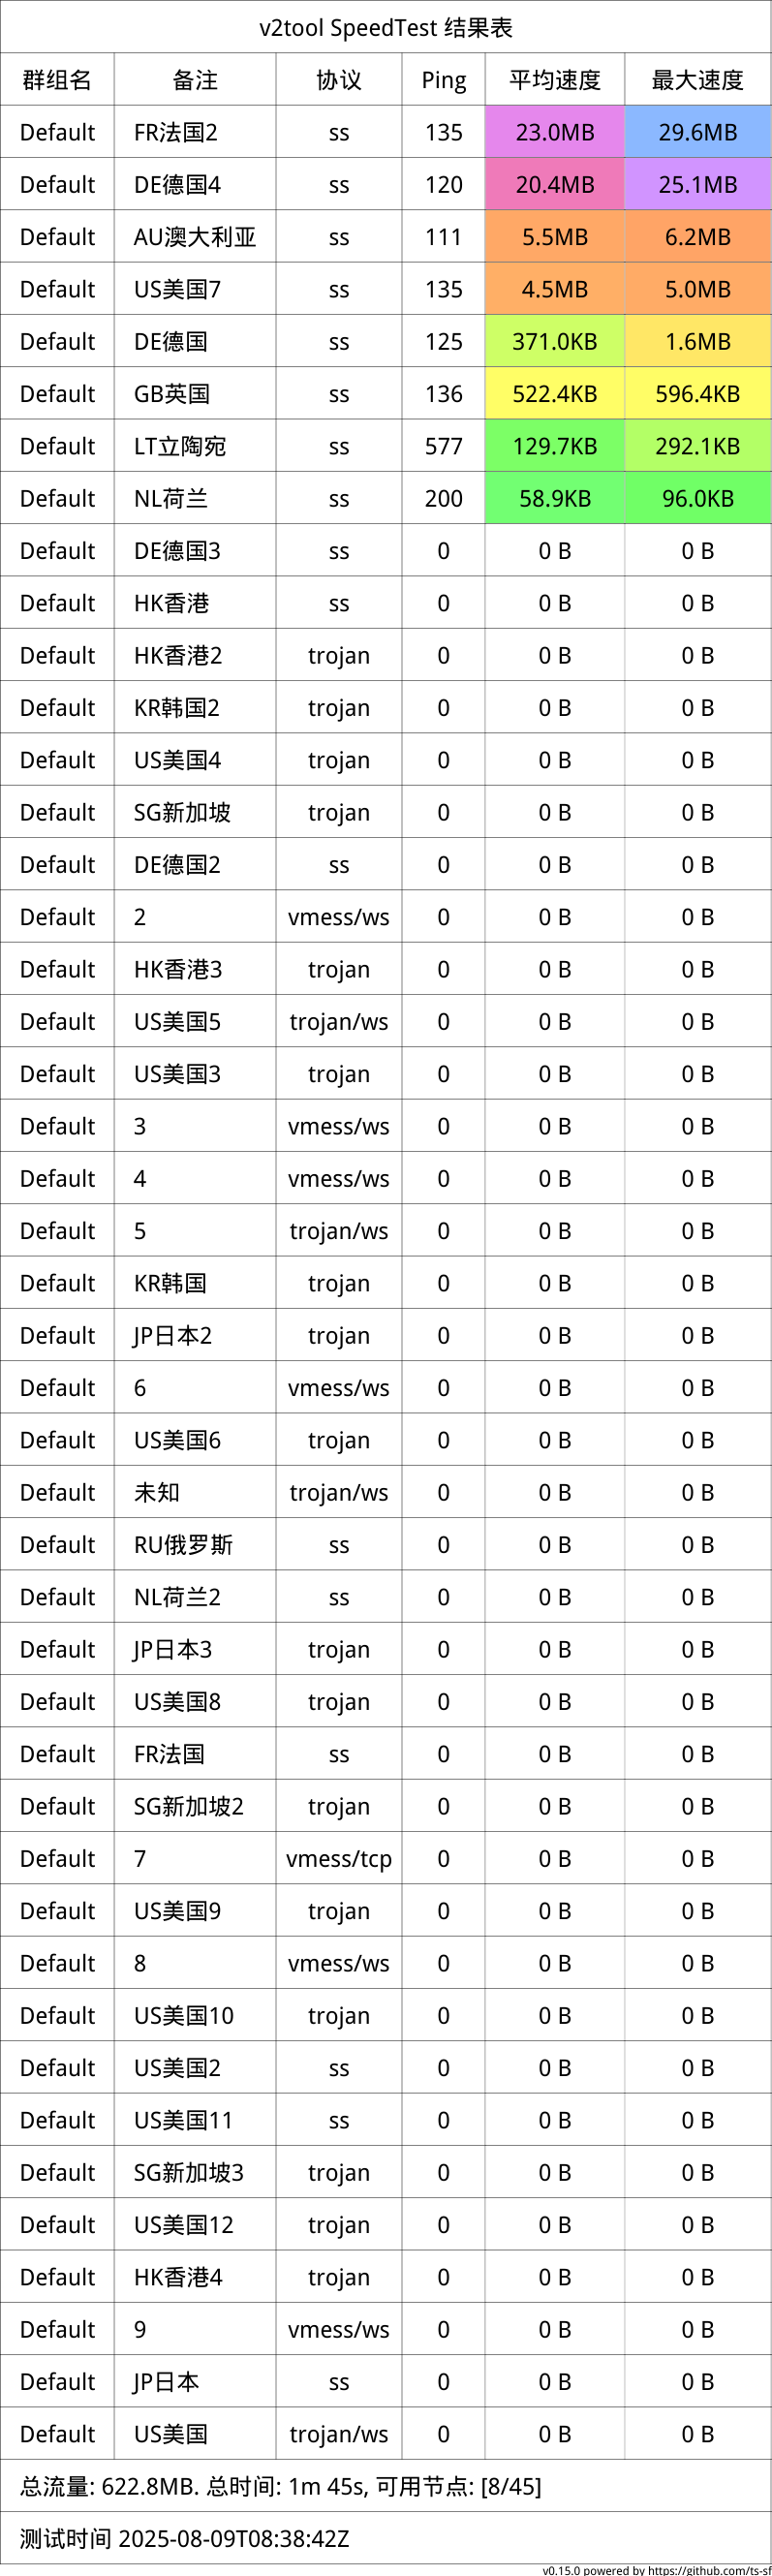 v2tool SpeedTest 结果表
群组名 备注 协议 Ping 平均速度 最大速度
Default FR法国2 ss 135 23.0MB 29.6MB
Default DE德国4 ss 120 20.4MB 25.1MB
Default AU澳大利亚 ss 111 5.5MB 6.2MB
Default US美国7 ss 135 4.5MB 5.0MB
Default DE德国 ss 125 371.0KB 1.6MB
Default GB英国 ss 136 522.4KB 596.4KB
Default LT立陶宛 ss 577 129.7KB 292.1KB
Default NL荷兰 ss 200 58.9KB 96.0KB
Default DE德国3 ss 0 0 B 0 B
Default HK香港 ss 0 0 B 0 B
Default HK香港2 trojan 0 0 B 0 B
Default KR韩国2 trojan 0 0 B 0 B
Default US美国4 trojan 0 0 B 0 B
Default SG新加坡 trojan 0 0 B 0 B
Default DE德国2 ss 0 0 B 0 B
Default 2 vmess/ws 0 0 B 0 B
Default HK香港3 trojan 0 0 B 0 B
Default US美国5 trojan/ws 0 0 B 0 B
Default US美国3 trojan 0 0 B 0 B
Default 3 vmess/ws 0 0 B 0 B
Default 4 vmess/ws 0 0 B 0 B
Default 5 trojan/ws 0 0 B 0 B
Default KR韩国 trojan 0 0 B 0 B
Default JP日本2 trojan 0 0 B 0 B
Default 6 vmess/ws 0 0 B 0 B
Default US美国6 trojan 0 0 B 0 B
Default 未知 trojan/ws 0 0 B 0 B
Default RU俄罗斯 ss 0 0 B 0 B
Default NL荷兰2 ss 0 0 B 0 B
Default JP日本3 trojan 0 0 B 0 B
Default US美国8 trojan 0 0 B 0 B
Default FR法国 ss 0 0 B 0 B
Default SG新加坡2 trojan 0 0 B 0 B
Default 7 vmess/tcp 0 0 B 0 B
Default US美国9 trojan 0 0 B 0 B
Default 8 vmess/ws 0 0 B 0 B
Default US美国10 trojan 0 0 B 0 B
Default US美国2 ss 0 0 B 0 B
Default US美国11 ss 0 0 B 0 B
Default SG新加坡3 trojan 0 0 B 0 B
Default US美国12 trojan 0 0 B 0 B
Default HK香港4 trojan 0 0 B 0 B
Default 9 vmess/ws 0 0 B 0 B
Default JP日本 ss 0 0 B 0 B
Default US美国 trojan/ws 0 0 B 0 B
总流量: 622.8MB. 总时间: 1m 45s, 可用节点: [8/45]
测试时间 2025-08-09T08:38:42Z
v0.15.0 powered by https://github.com/ts-sf